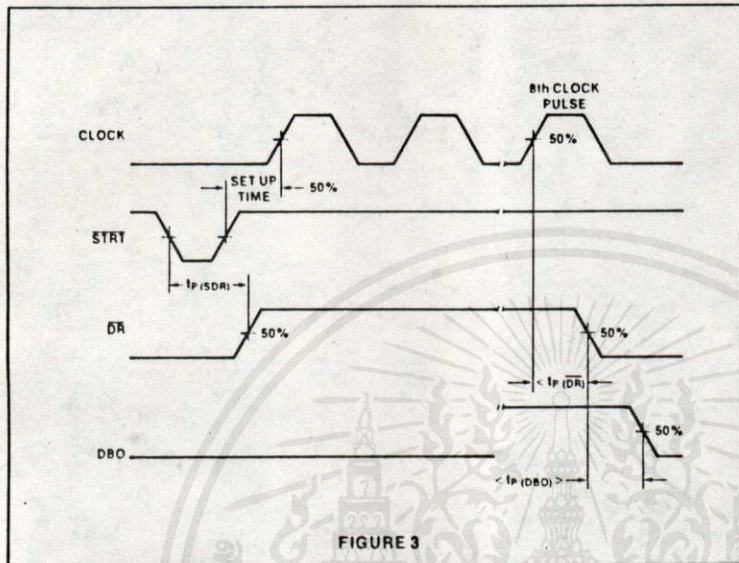 8th CLOCK
PULSE
CLOCK
50%
SET UP
TIME
50%
STRT
tP(SDR)
50%
DR
50%
< tP(DR) >
50%
DBO
< tP(DBO) >
FIGURE 3